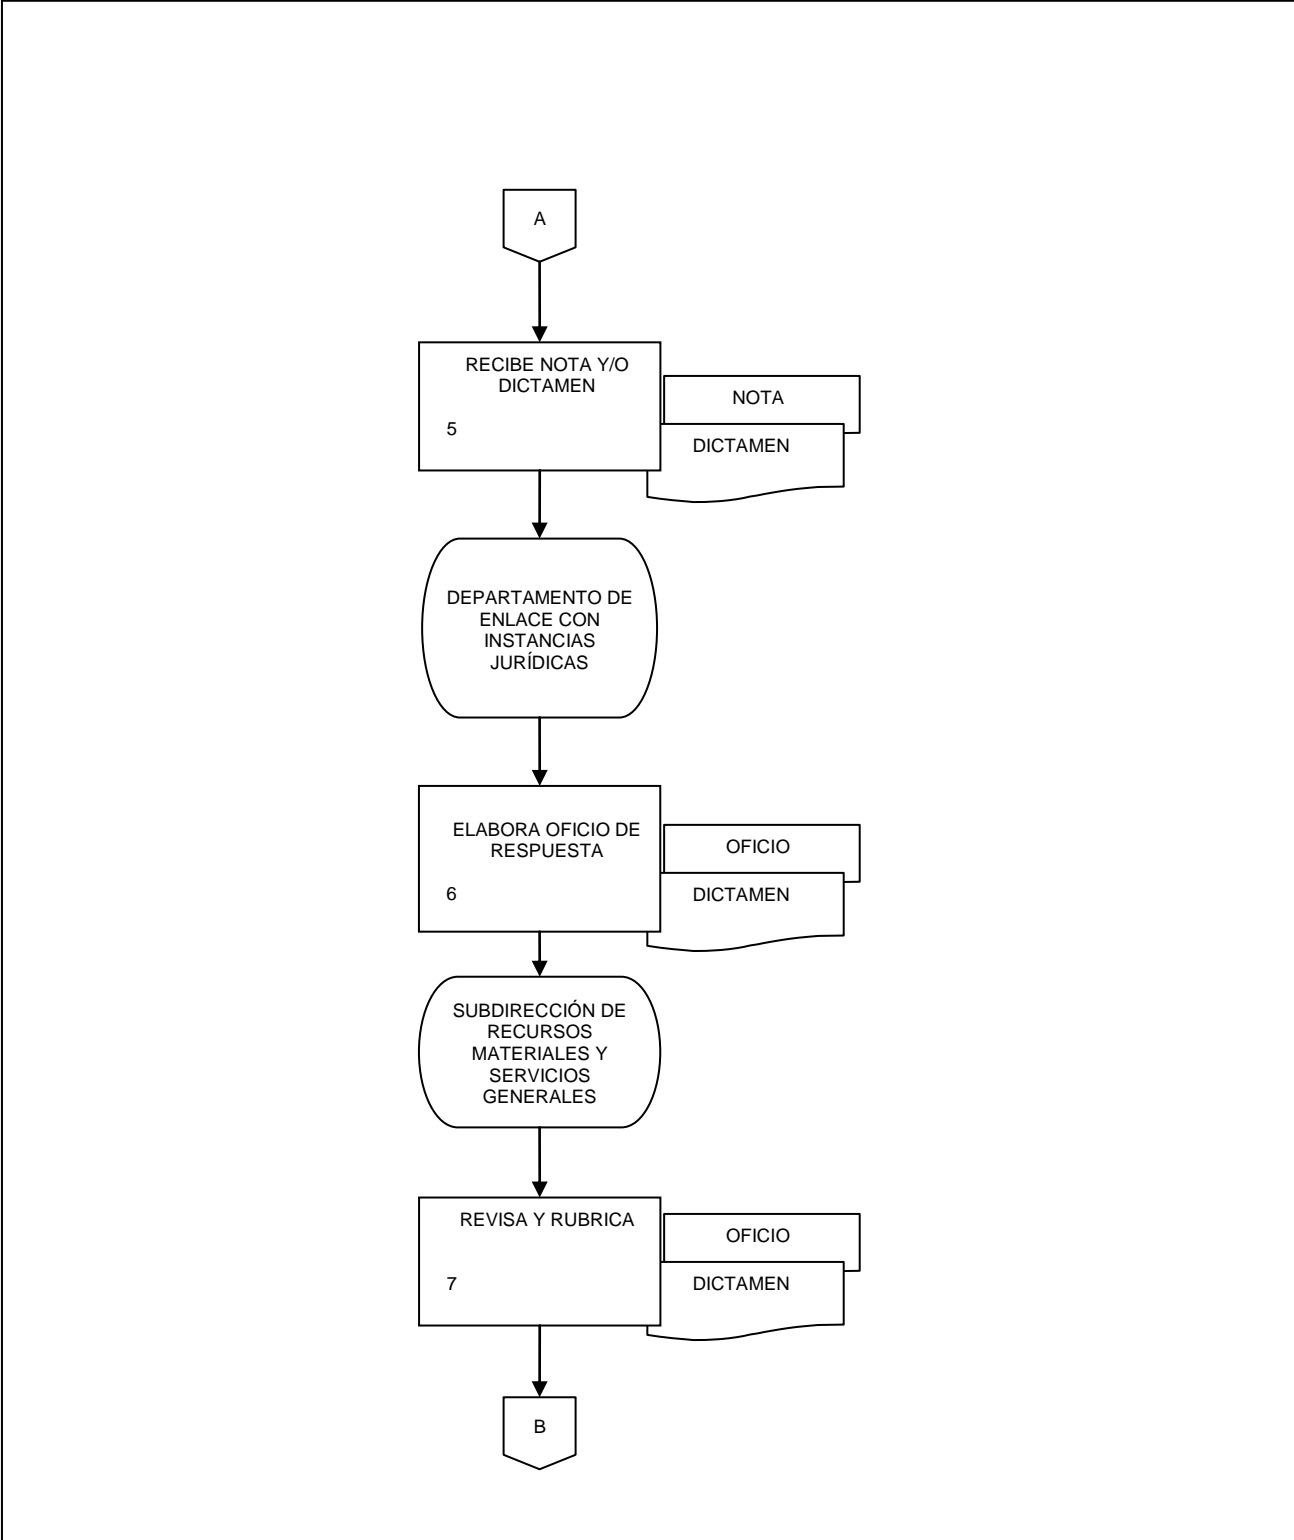 A
RECIBE NOTA Y/O
DICTAMEN
5
NOTA
DICTAMEN
DEPARTAMENTO DE
ENLACE CON
INSTANCIAS
JURÍDICAS
ELABORA OFICIO DE
RESPUESTA
6
OFICIO
DICTAMEN
SUBDIRECCIÓN DE
RECURSOS
MATERIALES Y
SERVICIOS
GENERALES
REVISA Y RUBRICA
7
OFICIO
DICTAMEN
B